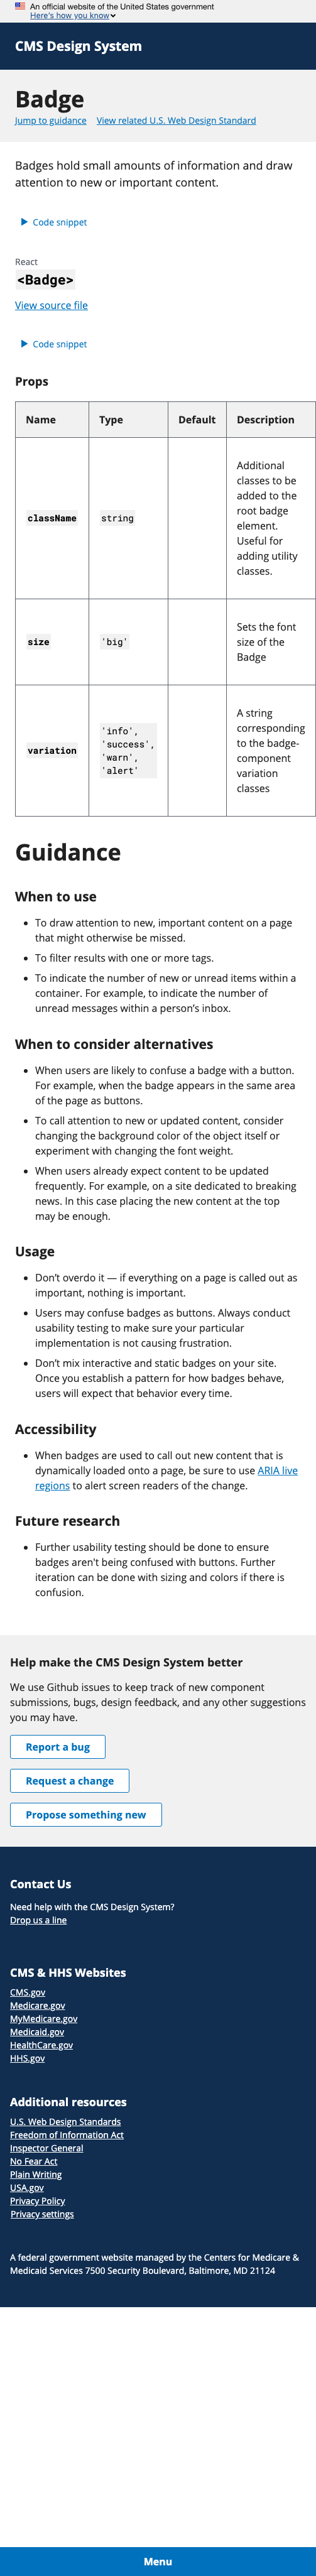 An official website of the United States government
Here's how you know
CMS Design System
Badge
Jump to guidance View related U.S. Web Design Standard
Badges hold small amounts of information and draw
attention to new or important content.
Code snippet
React
<Badge>
View source file
Code snippet
Props
Name Type Default Description
className string Additional
classes to be
added to the
root badge
element.
Useful for
adding utility
classes.
size 'big' Sets the font
size of the
Badge
variation 'info', 'success', 'warn', 'alert' A string
corresponding
to the badge-
component
variation
classes
Guidance
When to use
To draw attention to new, important content on a page
that might otherwise be missed.
To filter results with one or more tags.
To indicate the number of new or unread items within a
container. For example, to indicate the number of
unread messages within a person’s inbox.
When to consider alternatives
When users are likely to confuse a badge with a button.
For example, when the badge appears in the same area
of the page as buttons.
To call attention to new or updated content, consider
changing the background color of the object itself or
experiment with changing the font weight.
When users already expect content to be updated
frequently. For example, on a site dedicated to breaking
news. In this case placing the new content at the top
may be enough.
Usage
Don’t overdo it — if everything on a page is called out as
important, nothing is important.
Users may confuse badges as buttons. Always conduct
usability testing to make sure your particular
implementation is not causing frustration.
Don’t mix interactive and static badges on your site.
Once you establish a pattern for how badges behave,
users will expect that behavior every time.
Accessibility
When badges are used to call out new content that is
dynamically loaded onto a page, be sure to use ARIA live
regions to alert screen readers of the change.
Future research
Further usability testing should be done to ensure
badges aren't being confused with buttons. Further
iteration can be done with sizing and colors if there is
confusion.
Help make the CMS Design System better
We use Github issues to keep track of new component
submissions, bugs, design feedback, and any other suggestions
you may have.
Report a bug
Request a change
Propose something new
Contact Us
Need help with the CMS Design System?
Drop us a line
CMS & HHS Websites
CMS.gov
Medicare.gov
MyMedicare.gov
Medicaid.gov
HealthCare.gov
HHS.gov
Additional resources
U.S. Web Design Standards
Freedom of Information Act
Inspector General
No Fear Act
Plain Writing
USA.gov
Privacy Policy
Privacy settings
A federal government website managed by the Centers for Medicare &
Medicaid Services 7500 Security Boulevard, Baltimore, MD 21124
Menu